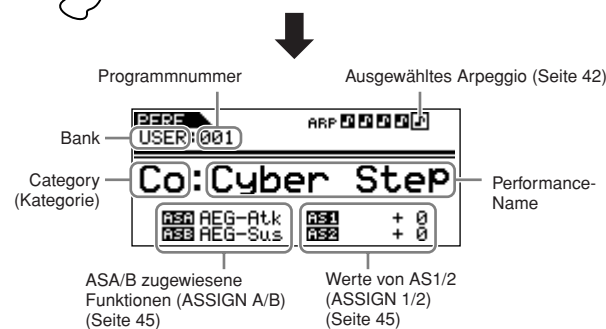 Programmnummer
Ausgewähltes Arpeggio (Seite 42)
PERF
ARP
Bank
USER:001
Category
(Kategorie)
Co:Cyber Step
Performance-
Name
ASA AEG-Atk
AS1 + 0
ASB AEG-Sus
AS2 + 0
ASA/B zugewiesene
Funktionen (ASSIGN A/B)
(Seite 45)
Werte von AS1/2
(ASSIGN 1/2)
(Seite 45)